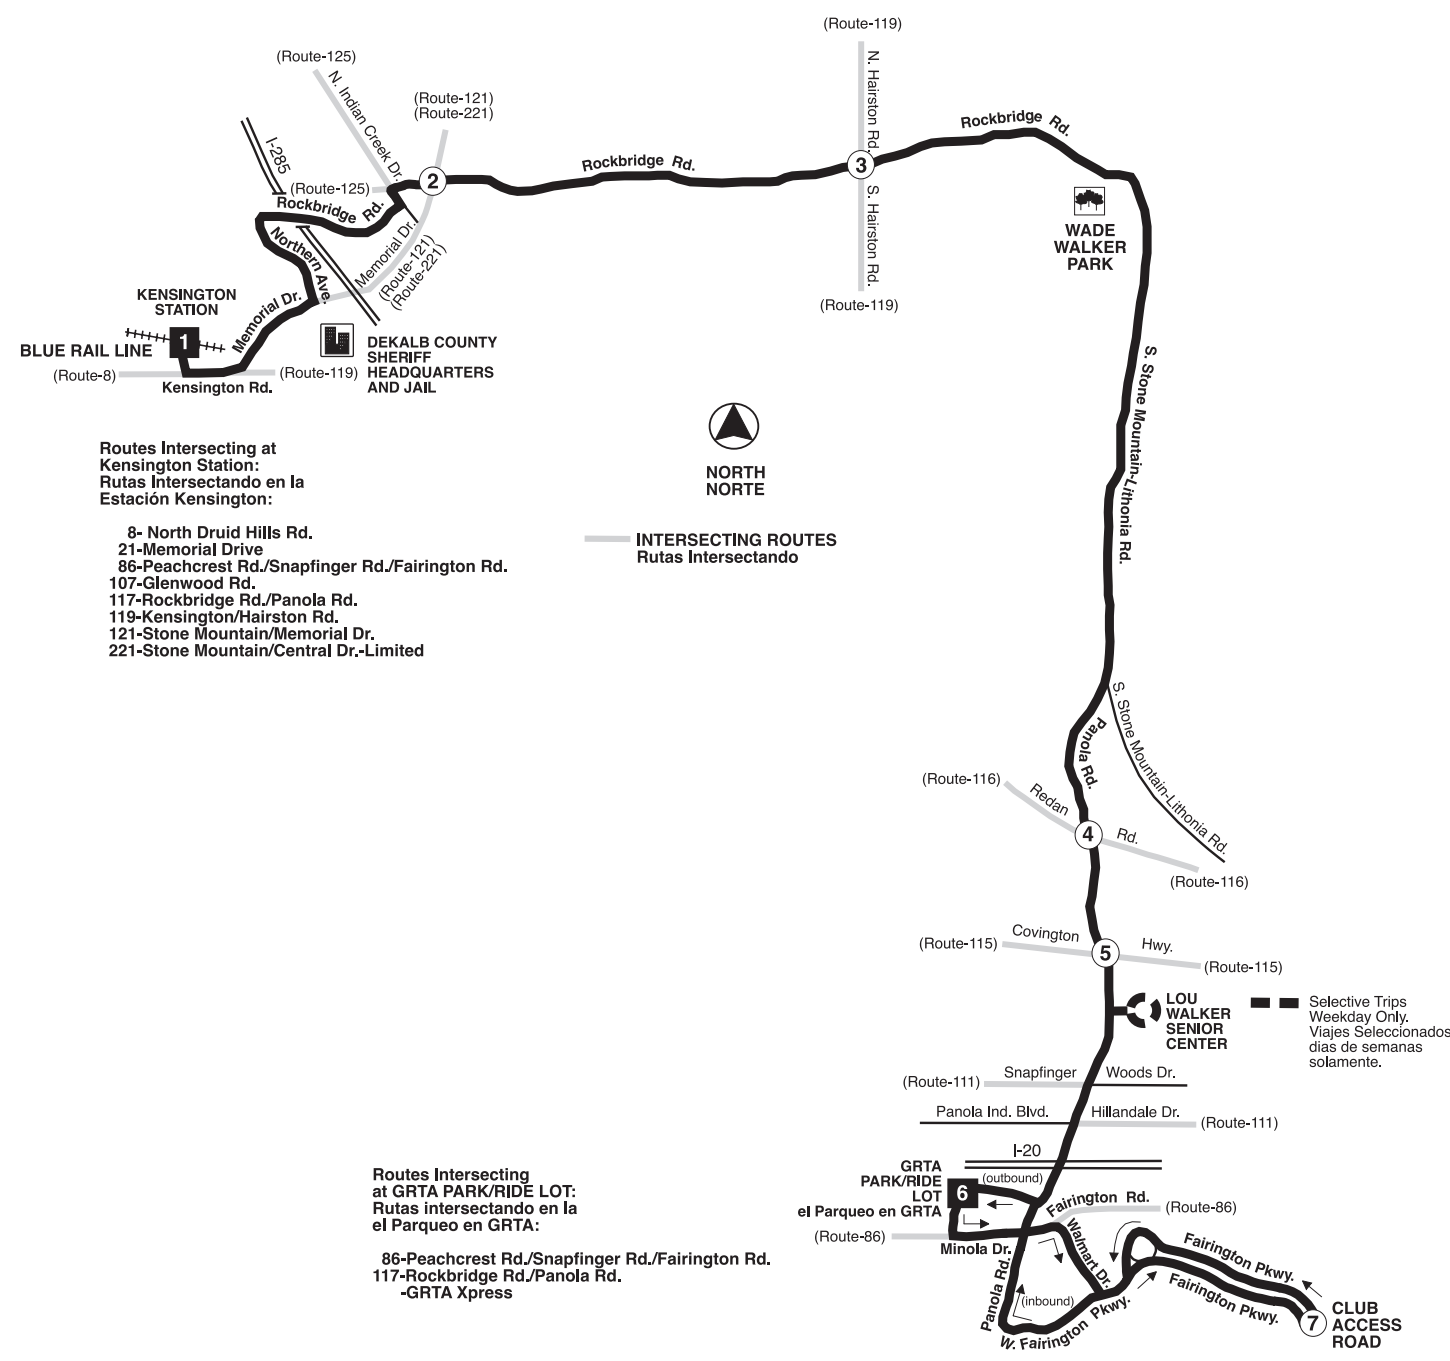 (Route-119)
(Route-125)
N. Indian Creek Dr.
(Route-121)
(Route-221)
N. Hairston Rd.
Rockbridge Rd.
I-285
Rockbridge Rd.
3
(Route-125)
2
Rockbridge Rd.
S. Hairston Rd.
WADE
WALKER
PARK
Northern Ave.
Memorial Dr.
(Route-121)
(Route-221)
(Route-119)
KENSINGTON
STATION
Memorial Dr.
1
BLUE RAIL LINE
(Route-8)
Kensington Rd.
(Route-119)
DEKALB COUNTY
SHERIFF
HEADQUARTERS
AND JAIL
S. Stone Mountain-Lithonia Rd.
NORTH
NORTE
Routes Intersecting at
Kensington Station:
Rutas Intersectando en la
Estación Kensington:
8- North Druid Hills Rd.
21-Memorial Drive
86-Peachcrest Rd./Snapfinger Rd./Fairington Rd.
107-Glenwood Rd.
117-Rockbridge Rd./Panola Rd.
119-Kensington/Hairston Rd.
121-Stone Mountain/Memorial Dr.
221-Stone Mountain/Central Dr.-Limited
INTERSECTING ROUTES
Rutas Intersectando
S. Stone Mountain-Lithonia Rd.
Panola Rd.
(Route-116)
Redan
4
Rd.
(Route-116)
(Route-115)
Covington
5
Hwy.
(Route-115)
LOU
WALKER
SENIOR
CENTER
Selective Trips
Weekday Only.
Viajes Seleccionados
dias de semanas
solamente.
(Route-111)
Snapfinger
Woods Dr.
Panola Ind. Blvd.
Hillandale Dr.
(Route-111)
I-20
GRTA
PARK/RIDE
LOT
el Parqueo en GRTA
(outbound)
6
Fairington Rd.
(Route-86)
(Route-86)
Minola Dr.
Walmart Dr.
Panola Rd.
(inbound)
W. Fairington Pkwy.
Fairington Pkwy.
Fairington Pkwy.
7
CLUB
ACCESS
ROAD
Routes Intersecting
at GRTA PARK/RIDE LOT:
Rutas intersectando en la
el Parqueo en GRTA:
86-Peachcrest Rd./Snapfinger Rd./Fairington Rd.
117-Rockbridge Rd./Panola Rd.
-GRTA Xpress